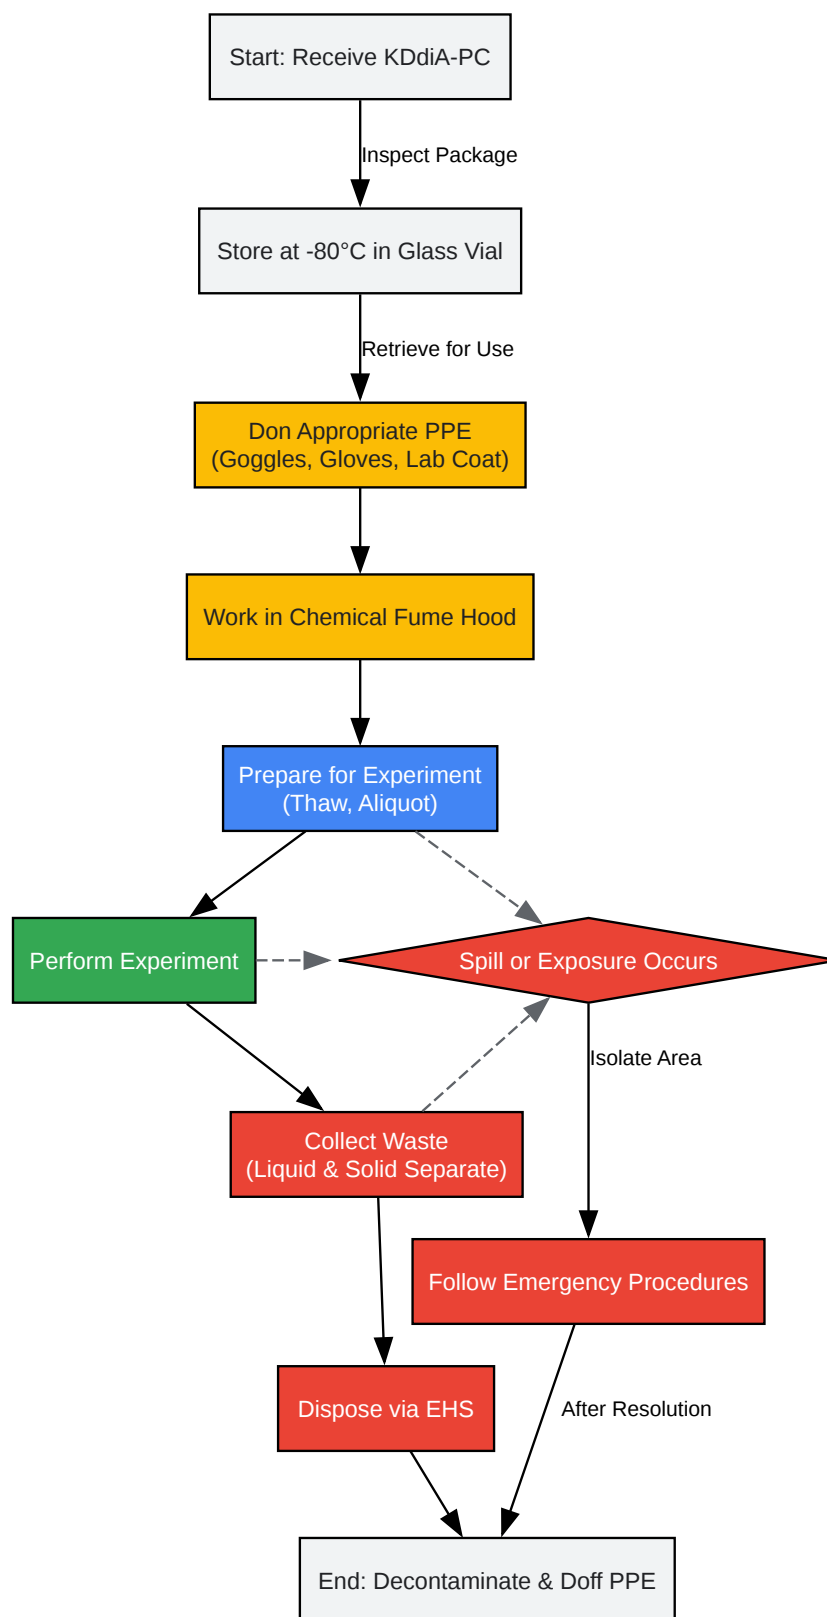 Start: Receive KDdiA-PC
Inspect Package
Store at -80°C in Glass Vial
Retrieve for Use
Don Appropriate PPE
(Goggles, Gloves, Lab Coat)
Work in Chemical Fume Hood
Prepare for Experiment
(Thaw, Aliquot)
Perform Experiment
Spill or Exposure Occurs
Isolate Area
Collect Waste
(Liquid & Solid Separate)
Follow Emergency Procedures
Dispose via EHS
After Resolution
End: Decontaminate & Doff PPE